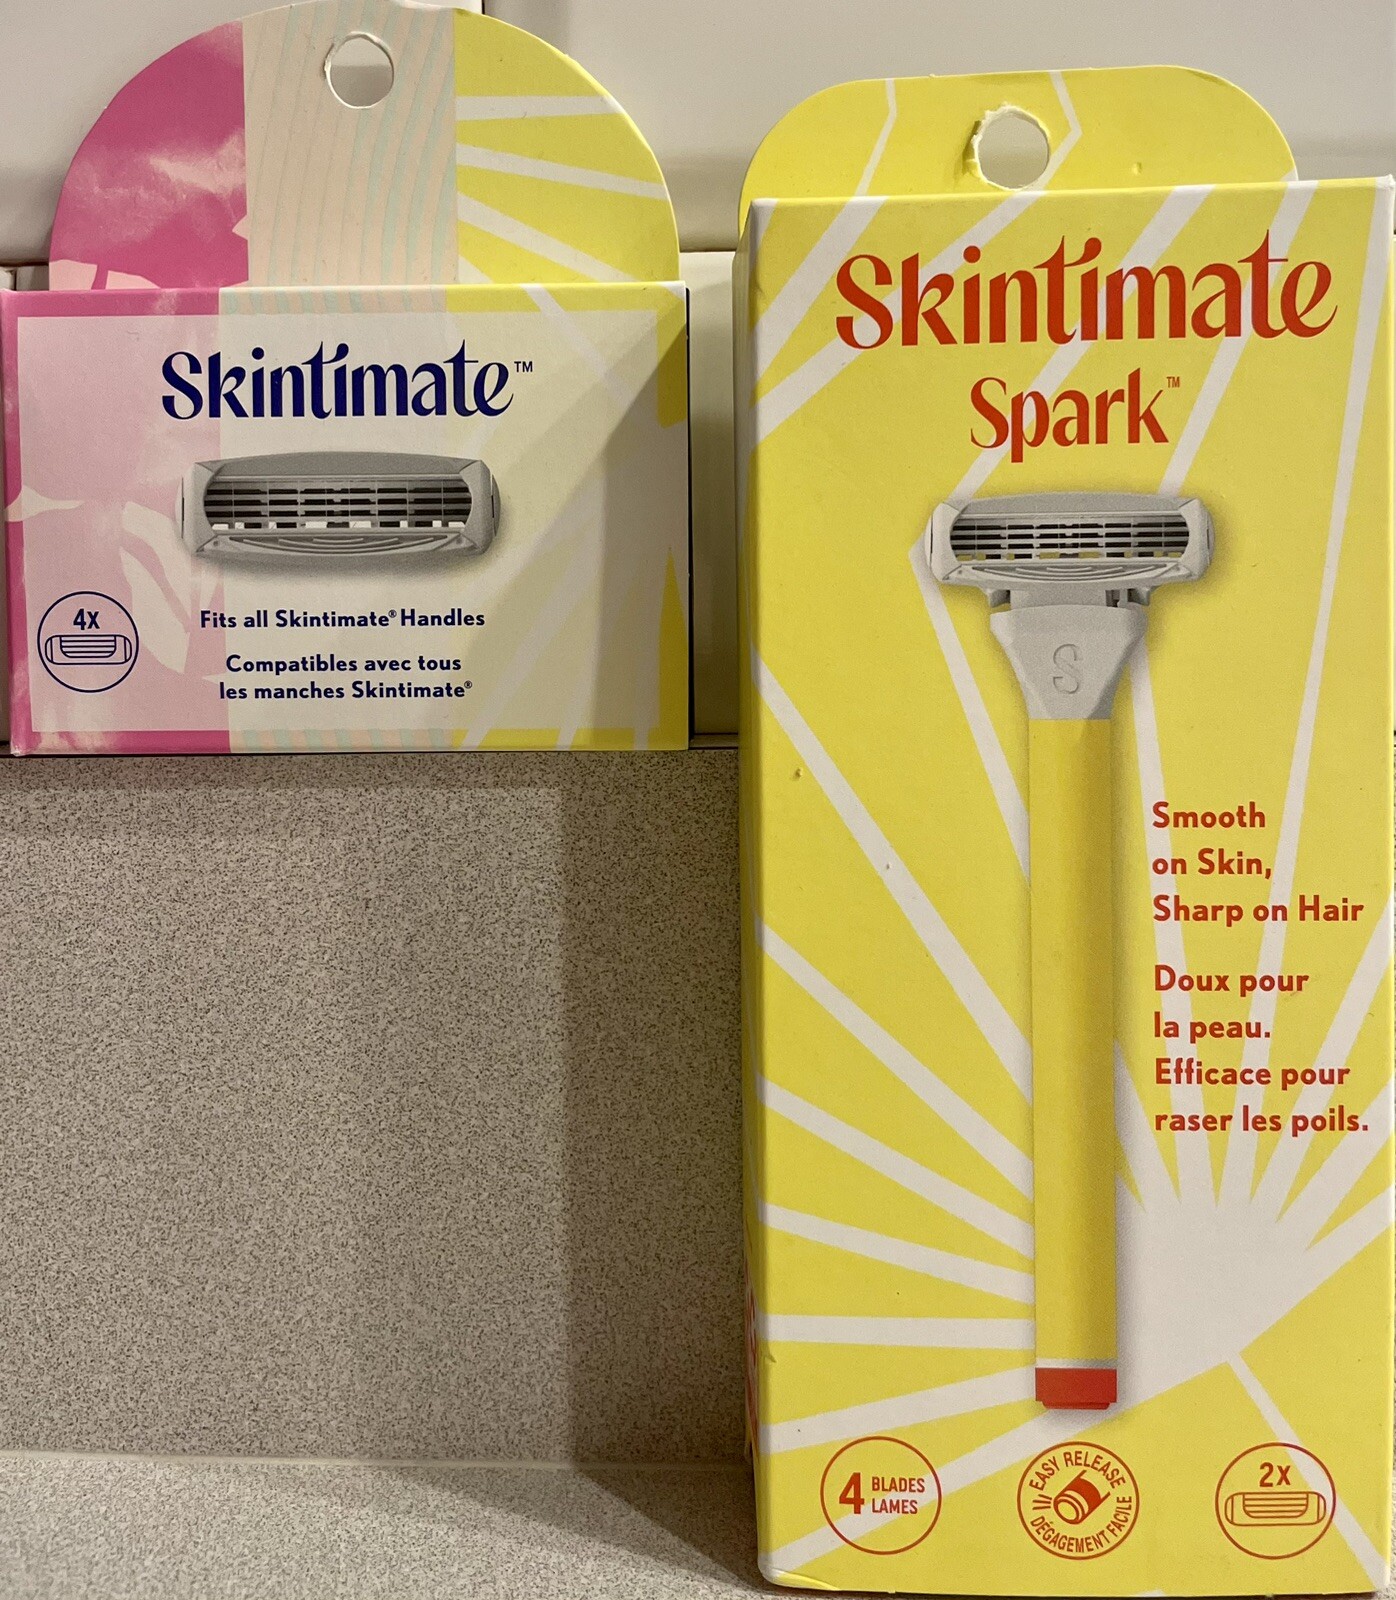 Skintimate™
4X
Fits all Skintimate® Handles
Compatibles avec tous
les manches Skintimate®
Skintimate
Spark™
S
Smooth
on Skin,
Sharp on Hair
Doux pour
la peau.
Efficace pour
raser les poils.
4 BLADES
LAMES
EASY RELEASE
DÉGAGEMENT FACILE
2X